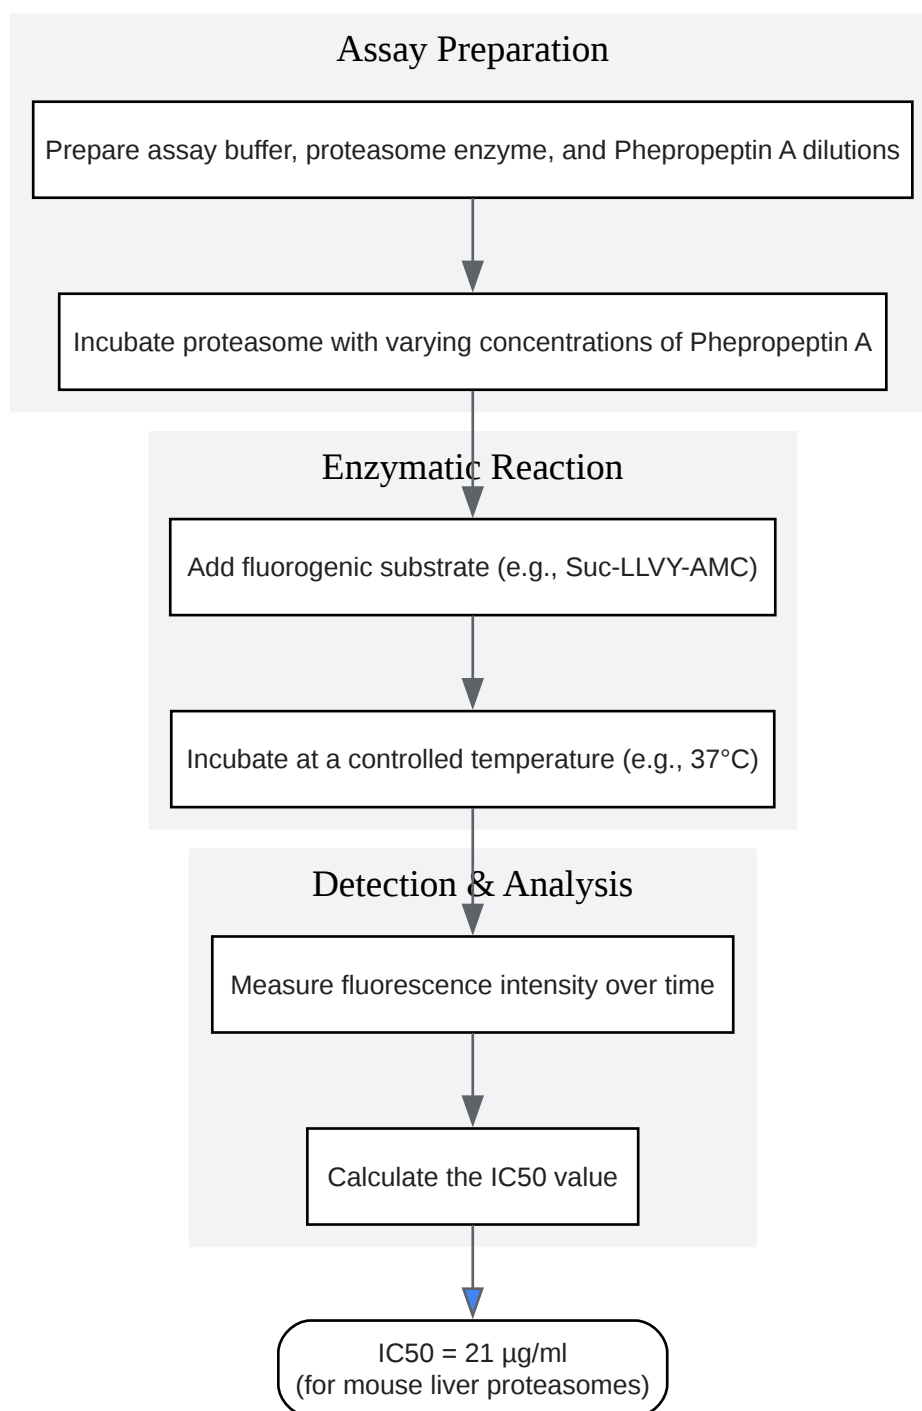 Assay Preparation
Prepare assay buffer, proteasome enzyme, and Phepropeptin A dilutions
Incubate proteasome with varying concentrations of Phepropeptin A
Enzymatic Reaction
Add fluorogenic substrate (e.g., Suc-LLVY-AMC)
Incubate at a controlled temperature (e.g., 37°C)
Detection & Analysis
Measure fluorescence intensity over time
Calculate the IC50 value
IC50 = 21 µg/ml
(for mouse liver proteasomes)